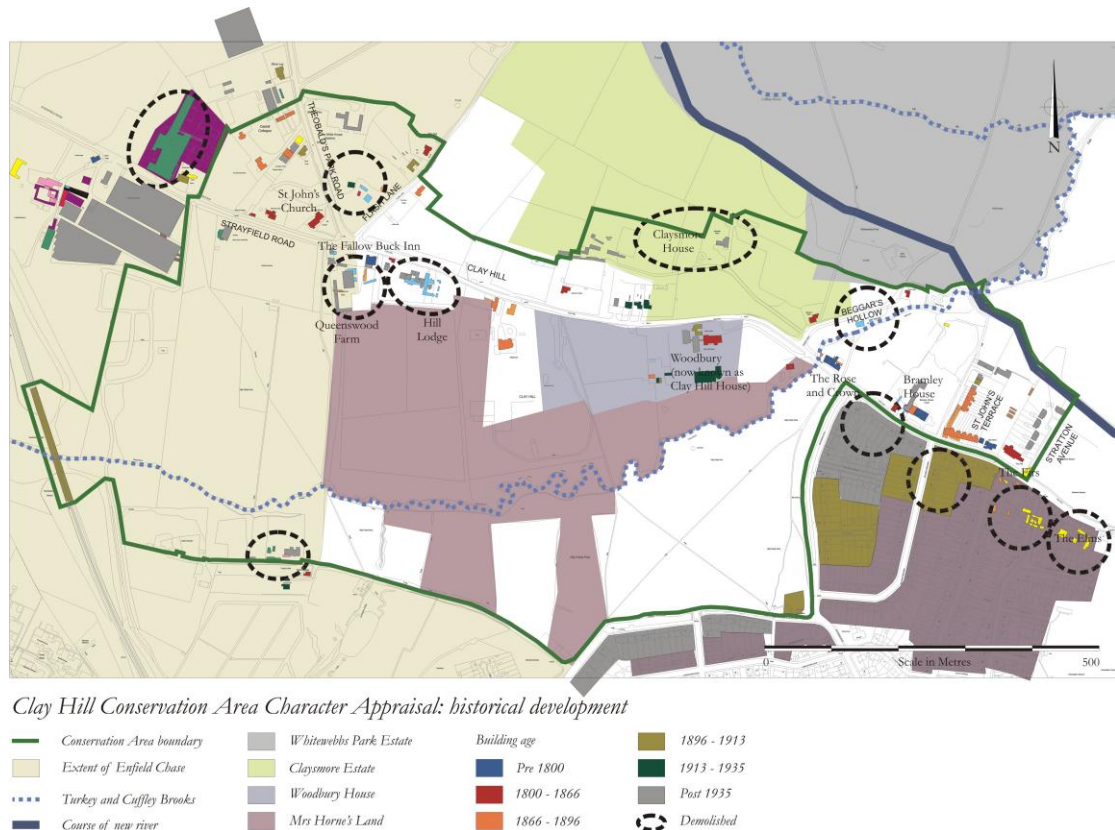 THEOBALD'S PARK ROAD
FLASH LANE
St John's
Church
STRAYFIELD ROAD
The Fallow Buck Inn
CLAY HILL
Claysmore
House
BEGGAR'S
HOLLOW
Queenswood
Farm
Hill
Lodge
Woodbury
(now known as
Clay Hill House)
CLAY HILL
The Rose
and Crown
Bramley
House
ST JOHN'S
TERRACE
STRATTON
AVENUE
The Firs
The Elms
N
0
Scale in Metres
500
Clay Hill Conservation Area Character Appraisal: historical development
Conservation Area boundary
Extent of Enfield Chase
Turkey and Cuffley Brooks
Course of new river
Whitewebbs Park Estate
Claysmore Estate
Woodbury House
Mrs Horne's Land
Building age
Pre 1800
1800 - 1866
1866 - 1896
1896 - 1913
1913 - 1935
Post 1935
Demolished